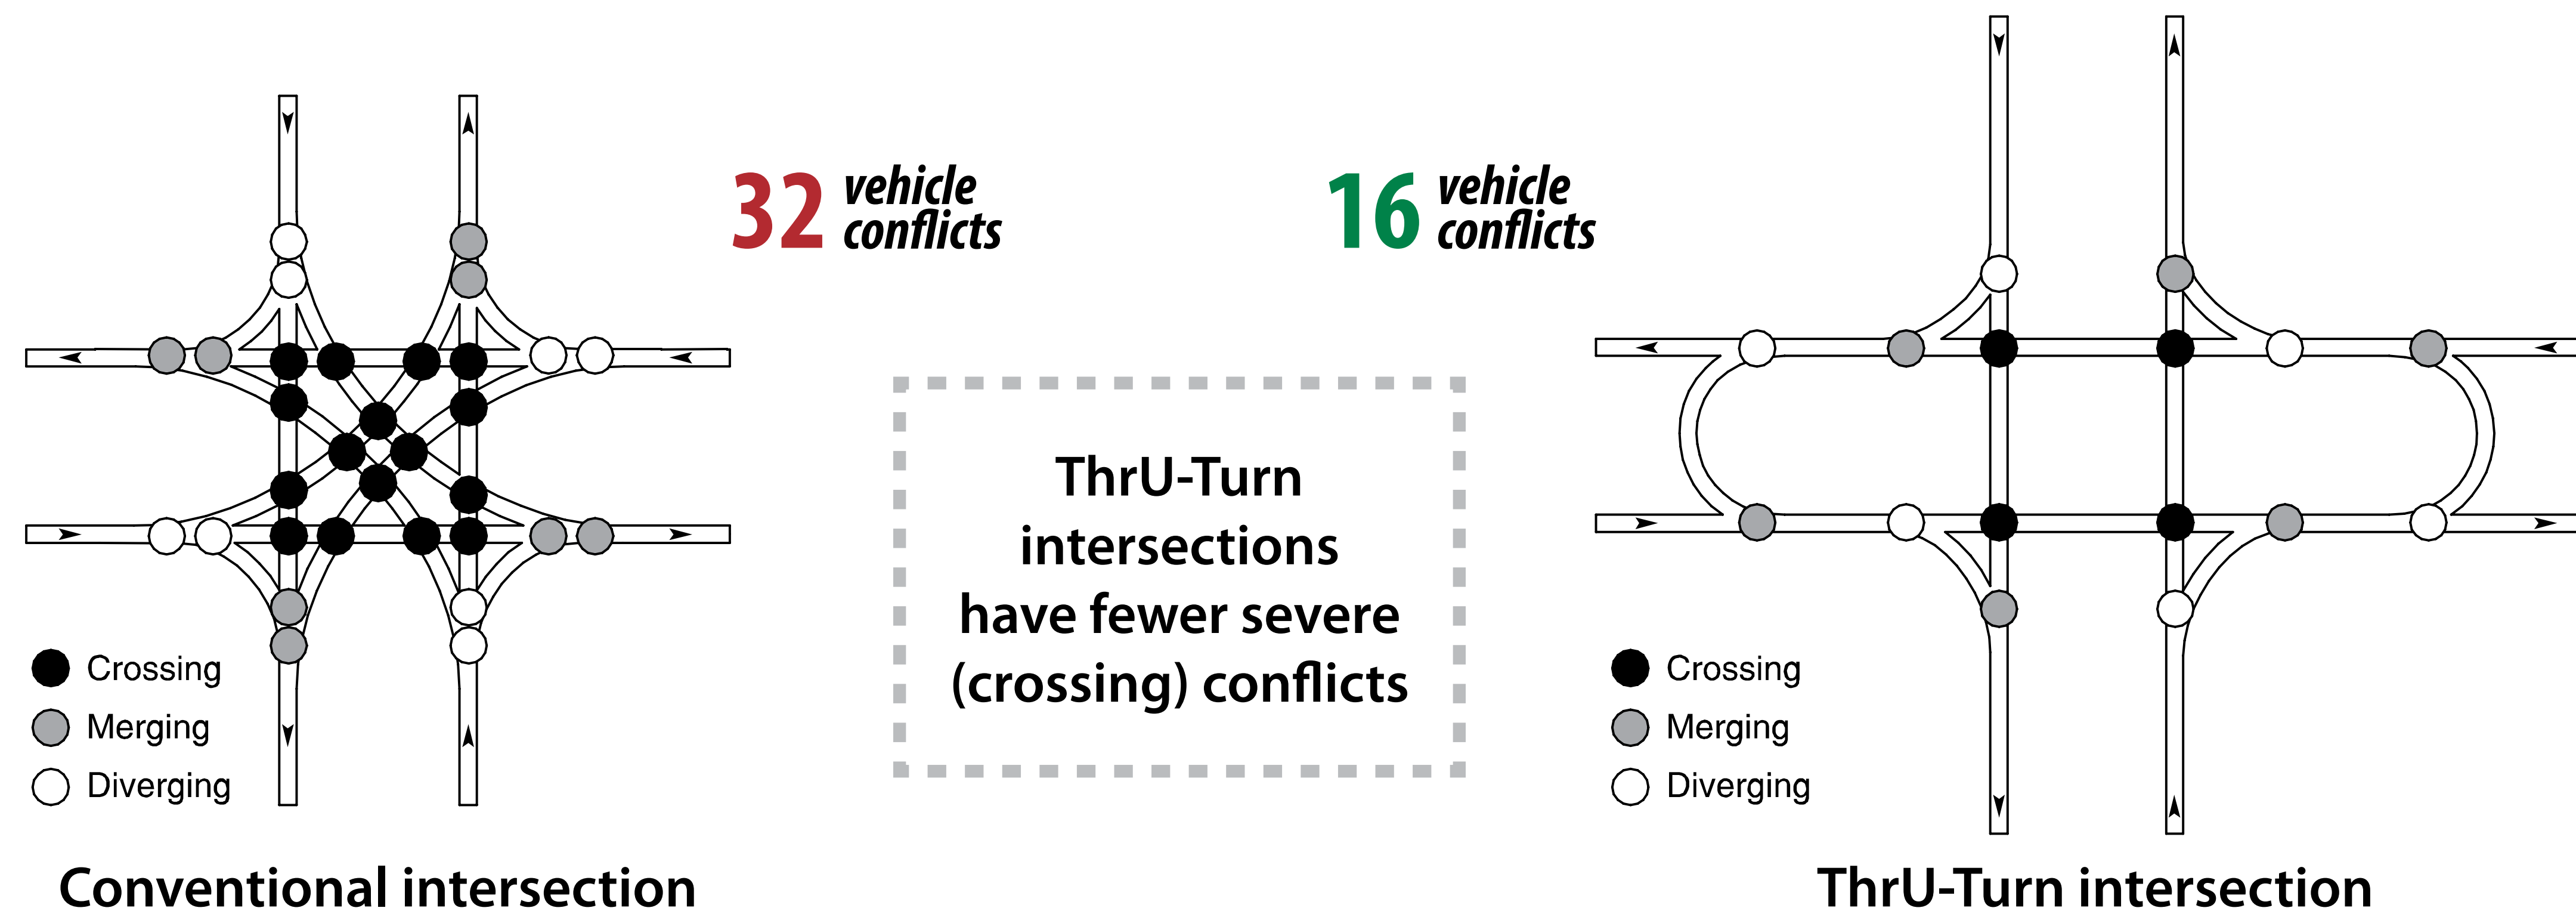 32 vehicle
conflicts
16 vehicle
conflicts
ThrU-Turn
intersections
have fewer severe
(crossing) conflicts
Crossing
Merging
Diverging
Crossing
Merging
Diverging
Conventional intersection
ThrU-Turn intersection